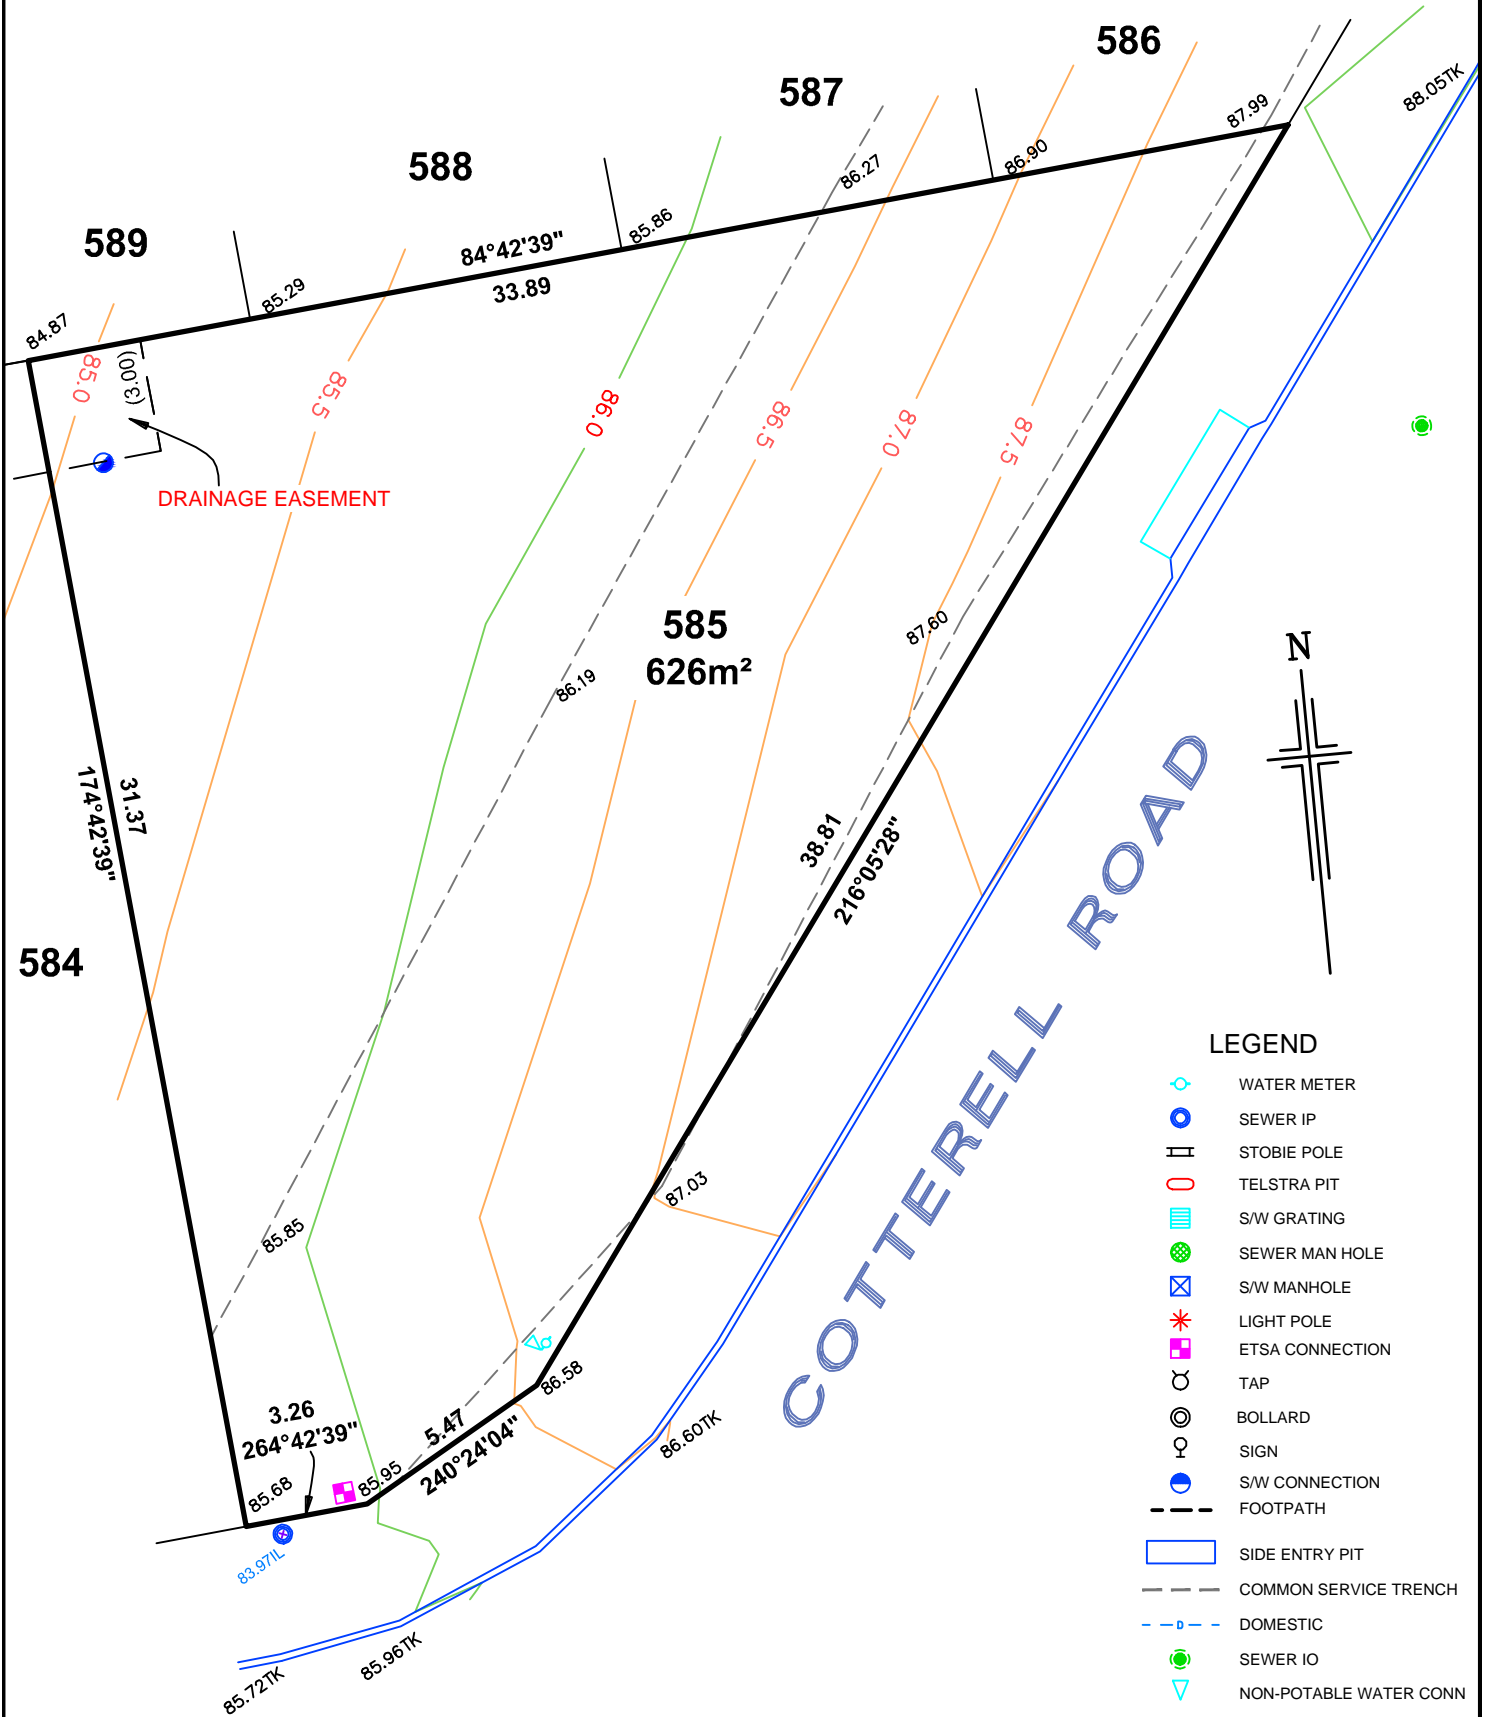 586
587
588
589
88.05TK
87.99
86.90
86.27
85.86
84°42'39"
33.89
85.29
84.87
85.0
(3.00)
85.5
86.0
86.5
87.0
87.5
DRAINAGE EASEMENT
585
626m²
87.60
86.19
N
31.37
174°42'39"
38.81
216°05'28"
COTTERELL ROAD
584
87.03
85.85
86.58
3.26
264°42'39"
5.47
240°24'04"
86.60TK
85.95
85.68
83.97IL
85.96TK
85.72TK
LEGEND
WATER METER
SEWER IP
STOBIE POLE
TELSTRA PIT
S/W GRATING
SEWER MAN HOLE
S/W MANHOLE
LIGHT POLE
ETSA CONNECTION
TAP
BOLLARD
SIGN
S/W CONNECTION
FOOTPATH
SIDE ENTRY PIT
COMMON SERVICE TRENCH
D DOMESTIC
SEWER IO
NON-POTABLE WATER CONN